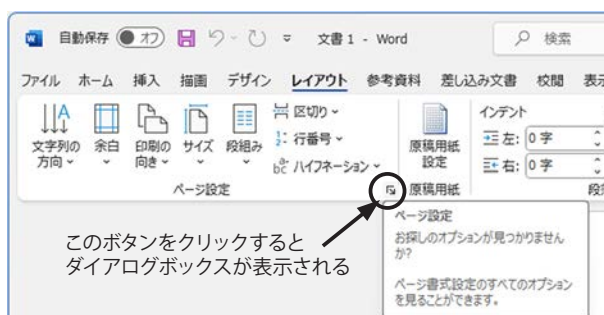 自動保存 オフ 文書 1 - Word 検索
ファイル ホーム 挿入 描画 デザイン レイアウト 参考資料 差し込み文書 校閲 表示
文字列の方向 余白 印刷の向き サイズ 段組み
区切り
行番号
ハイフネーション
ページ設定
原稿用紙設定
原稿用紙
インデント
左: 0 字
右: 0 字
段
ページ設定
お探しのオプションが見つかりません
か?
ページ書式設定のすべてのオプション
を見ることができます。
このボタンをクリックすると
ダイアログボックスが表示される